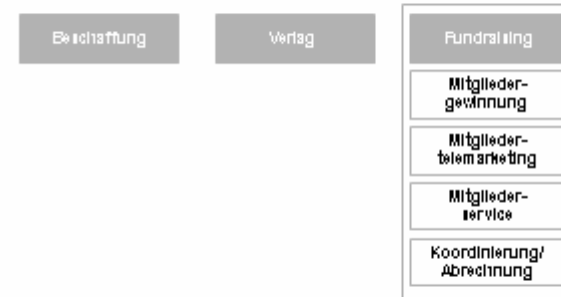 Beschaffung
Verlag
Fundraising
Mitglieder-
gewinnung
Mitglieder-
telemarketing
Mitglieder-
service
Koordinierung/
Abrechnung